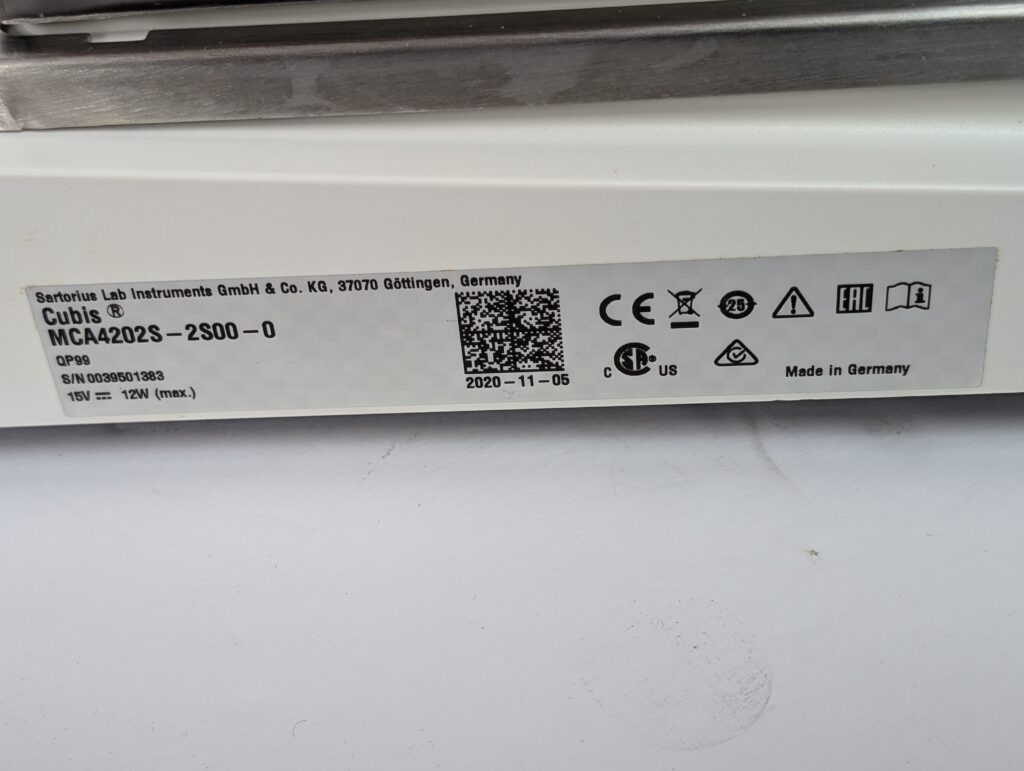 Sartorius Lab Instruments GmbH & Co. KG, 37070 Göttingen, Germany
Cubis ®
MCA4202S-2S00-0
QP99
S/N 0039501383
15V ⎓ 12W (max.)
2020-11-05
CE
25
EAC
C SA® US
Made in Germany